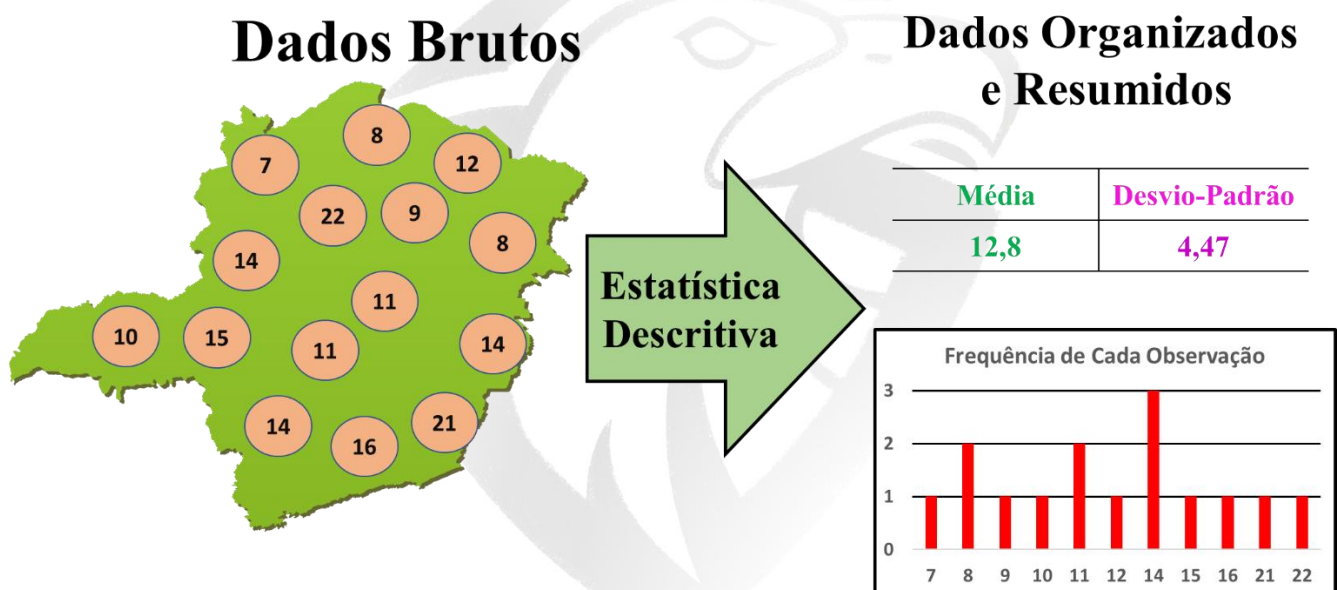 Dados Brutos
7
8
12
22
9
8
14
11
10
15
11
14
14
16
21
Estatística
Descritiva
Dados Organizados
e Resumidos
Média Desvio-Padrão
12,8 4,47
Frequência de Cada Observação
3
2
1
0
7 8 9 10 11 12 14 15 16 21 22